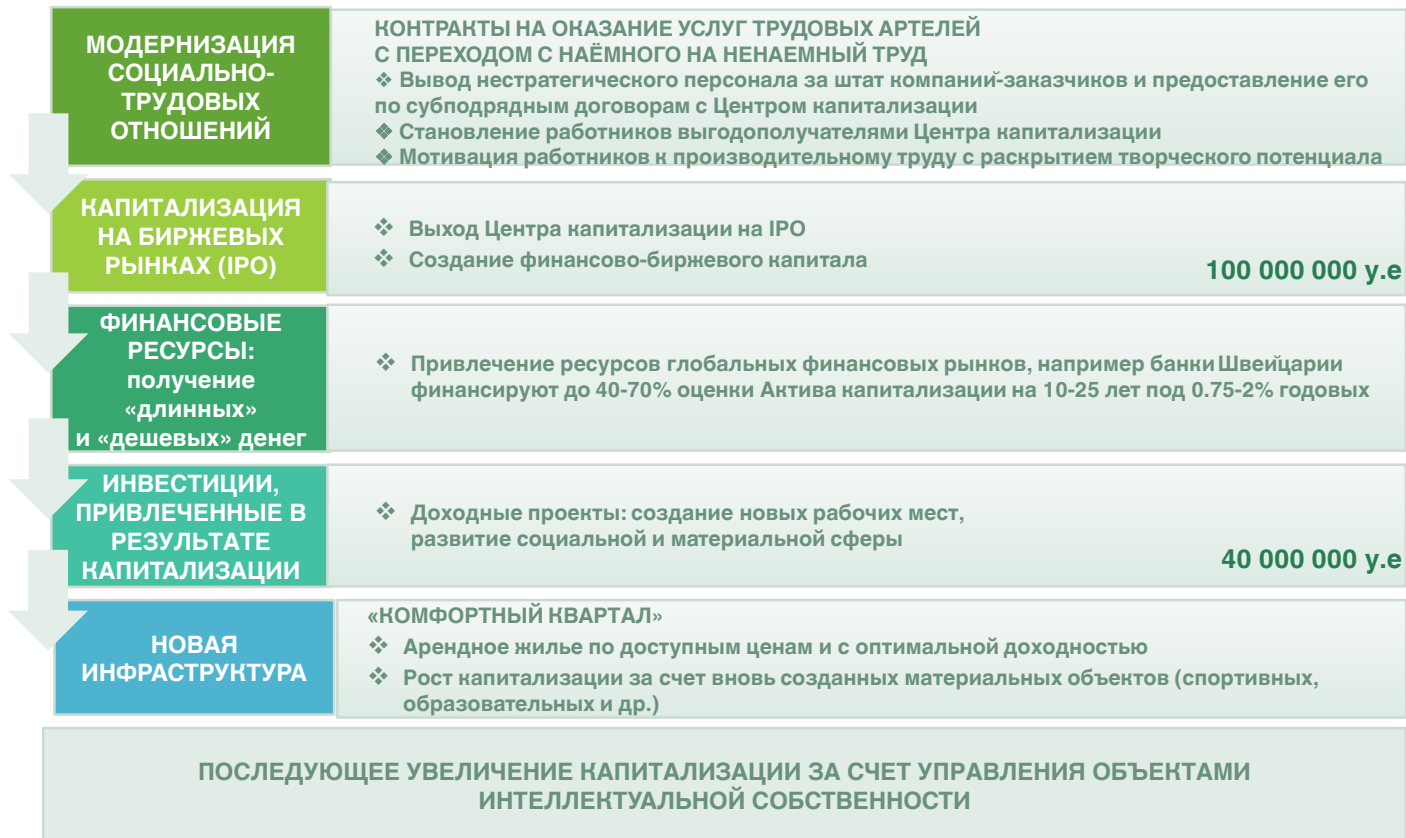 МОДЕРНИЗАЦИЯ
СОЦИАЛЬНО-
ТРУДОВЫХ
ОТНОШЕНИЙ
КОНТРАКТЫ НА ОКАЗАНИЕ УСЛУГ ТРУДОВЫХ АРТЕЛЕЙ
С ПЕРЕХОДОМ С НАЁМНОГО НА НЕНАЕМНЫЙ ТРУД
❖ Вывод нестратегического персонала за штат компаний-заказчиков и предоставление его
по субподрядным договорам с Центром капитализации
❖ Становление работников выгодополучателями Центра капитализации
❖ Мотивация работников к производительному труду с раскрытием творческого потенциала
КАПИТАЛИЗАЦИЯ
НА БИРЖЕВЫХ
РЫНКАХ (IPO)
❖ Выход Центра капитализации на IPO
❖ Создание финансово-биржевого капитала
100 000 000 у.е
ФИНАНСОВЫЕ
РЕСУРСЫ:
получение
«длинных»
и «дешевых» денег
❖ Привлечение ресурсов глобальных финансовых рынков, например банки Швейцарии
финансируют до 40-70% оценки Актива капитализации на 10-25 лет под 0.75-2% годовых
ИНВЕСТИЦИИ,
ПРИВЛЕЧЕННЫЕ В
РЕЗУЛЬТАТЕ
КАПИТАЛИЗАЦИИ
❖ Доходные проекты: создание новых рабочих мест,
развитие социальной и материальной сферы
40 000 000 у.е
НОВАЯ
ИНФРАСТРУКТУРА
«КОМФОРТНЫЙ КВАРТАЛ»
❖ Арендное жилье по доступным ценам и с оптимальной доходностью
❖ Рост капитализации за счет вновь созданных материальных объектов (спортивных,
образовательных и др.)
ПОСЛЕДУЮЩЕЕ УВЕЛИЧЕНИЕ КАПИТАЛИЗАЦИИ ЗА СЧЕТ УПРАВЛЕНИЯ ОБЪЕКТАМИ
ИНТЕЛЛЕКТУАЛЬНОЙ СОБСТВЕННОСТИ